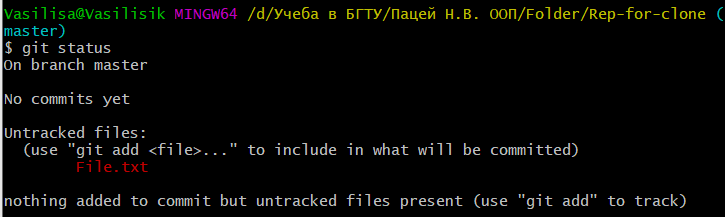 Vasilisa@Vasilisik MINGW64 /d/Учеба в БГТУ/Пацей Н.В. ООП/Folder/Rep-for-clone (
master)
$ git status
On branch master
No commits yet
Untracked files:
(use "git add <file>..." to include in what will be committed)
File.txt
nothing added to commit but untracked files present (use "git add" to track)